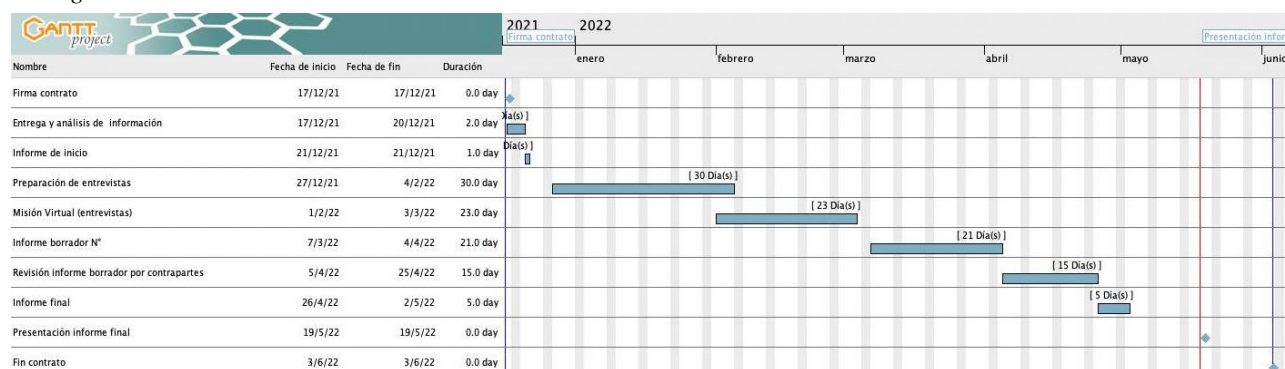 GANTT
project
2021 2022
Firma contrato
Presentación infor
enero febrero marzo abril mayo junio
Nombre Fecha de inicio Fecha de fin Duración
Firma contrato 17/12/21 17/12/21 0.0 day
Entrega y análisis de información 17/12/21 20/12/21 2.0 day ía(s) ]
Informe de inicio 21/12/21 21/12/21 1.0 day Día(s) ]
Preparación de entrevistas 27/12/21 4/2/22 30.0 day [ 30 Día(s) ]
Misión Virtual (entrevistas) 1/2/22 3/3/22 23.0 day [ 23 Día(s) ]
Informe borrador N° 7/3/22 4/4/22 21.0 day [ 21 Día(s) ]
Revisión informe borrador por contrapartes 5/4/22 25/4/22 15.0 day [ 15 Día(s) ]
Informe final 26/4/22 2/5/22 5.0 day [ 5 Día(s) ]
Presentación informe final 19/5/22 19/5/22 0.0 day
Fin contrato 3/6/22 3/6/22 0.0 day